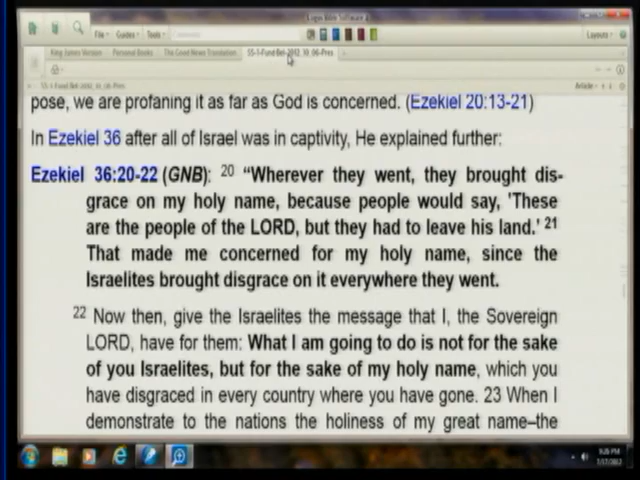 Logos Bible Software 4
File
Guides
Tools
Layouts
King James Version
Personal Books
The Good News Translation
Article
pose, we are profaning it as far as God is concerned. (Ezekiel 20:13-21)
In Ezekiel 36 after all of Israel was in captivity, He explained further:
Ezekiel 36:20-22 (GNB): 20 “Wherever they went, they brought dis-
grace on my holy name, because people would say, 'These
are the people of the LORD, but they had to leave his land.' 21
That made me concerned for my holy name, since the
Israelites brought disgrace on it everywhere they went.
22 Now then, give the Israelites the message that I, the Sovereign
LORD, have for them: What I am going to do is not for the sake
of you Israelites, but for the sake of my holy name, which you
have disgraced in every country where you have gone. 23 When I
demonstrate to the nations the holiness of my great name–the